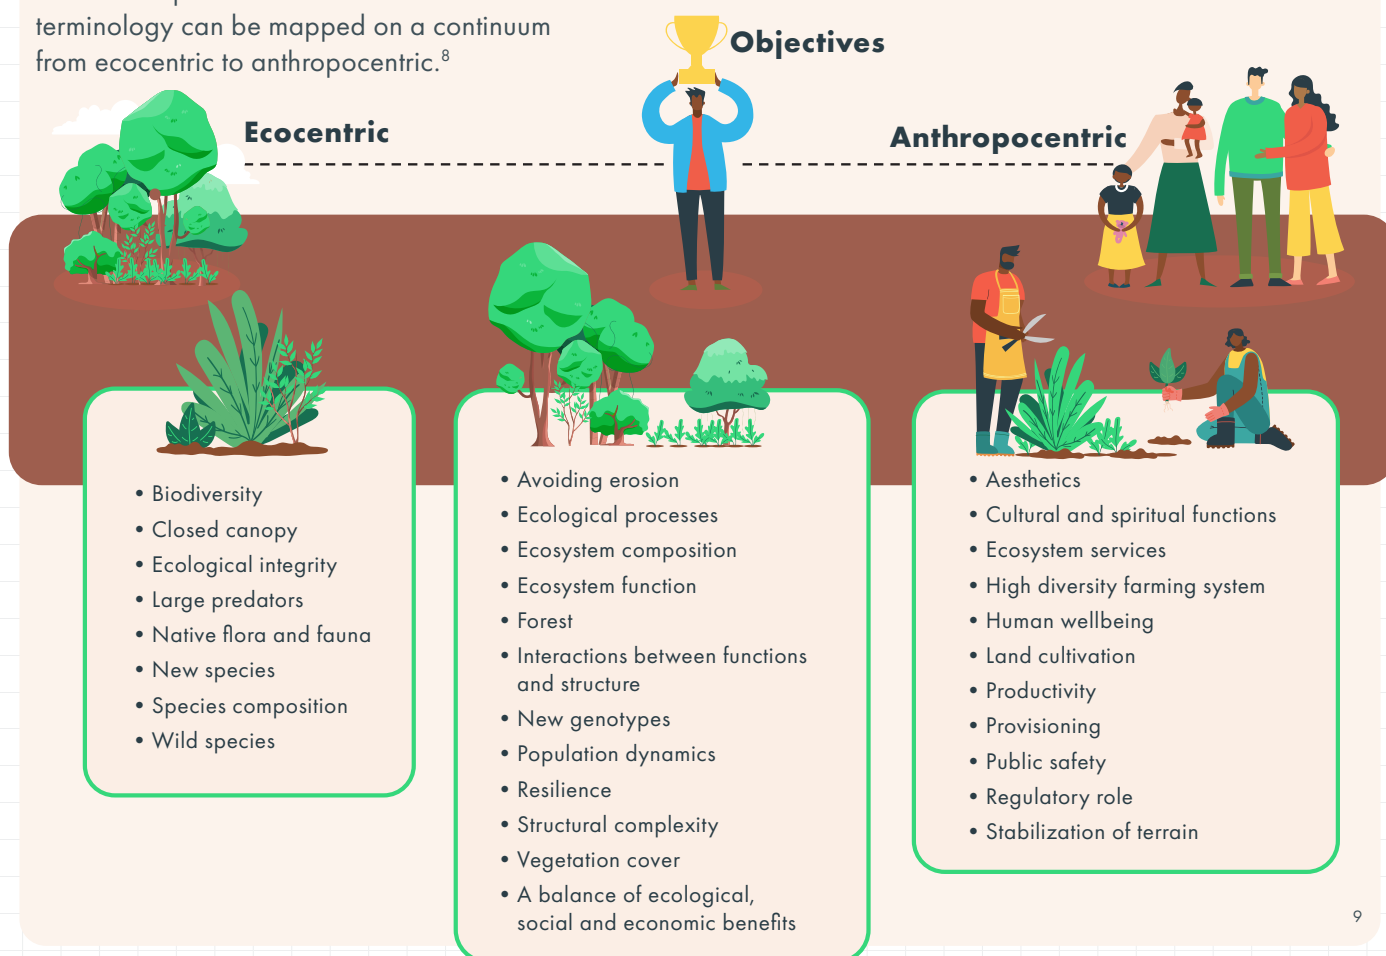 terminology can be mapped on a continuum
from ecocentric to anthropocentric.8
Objectives
Ecocentric
Anthropocentric
• Biodiversity
• Closed canopy
• Ecological integrity
• Large predators
• Native flora and fauna
• New species
• Species composition
• Wild species
• Avoiding erosion
• Ecological processes
• Ecosystem composition
• Ecosystem function
• Forest
• Interactions between functions
and structure
• New genotypes
• Population dynamics
• Resilience
• Structural complexity
• Vegetation cover
• A balance of ecological,
social and economic benefits
• Aesthetics
• Cultural and spiritual functions
• Ecosystem services
• High diversity farming system
• Human wellbeing
• Land cultivation
• Productivity
• Provisioning
• Public safety
• Regulatory role
• Stabilization of terrain
9